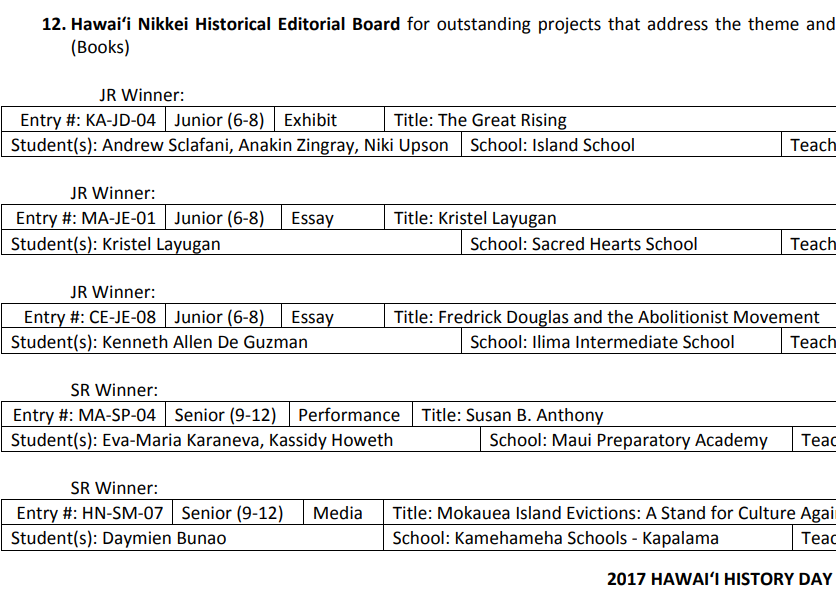 12. Hawai‘i Nikkei Historical Editorial Board for outstanding projects that address the theme and
(Books)
JR Winner:
Entry #: KA-JD-04 Junior (6-8) Exhibit Title: The Great Rising
Student(s): Andrew Sclafani, Anakin Zingray, Niki Upson School: Island School Teach
JR Winner:
Entry #: MA-JE-01 Junior (6-8) Essay Title: Kristel Layugan
Student(s): Kristel Layugan School: Sacred Hearts School Teach
JR Winner:
Entry #: CE-JE-08 Junior (6-8) Essay Title: Fredrick Douglas and the Abolitionist Movement
Student(s): Kenneth Allen De Guzman School: Ilima Intermediate School Teach
SR Winner:
Entry #: MA-SP-04 Senior (9-12) Performance Title: Susan B. Anthony
Student(s): Eva-Maria Karaneva, Kassidy Howeth School: Maui Preparatory Academy Teac
SR Winner:
Entry #: HN-SM-07 Senior (9-12) Media Title: Mokauea Island Evictions: A Stand for Culture Agai
Student(s): Daymien Bunao School: Kamehameha Schools - Kapalama Teac
2017 HAWAI‘I HISTORY DAY